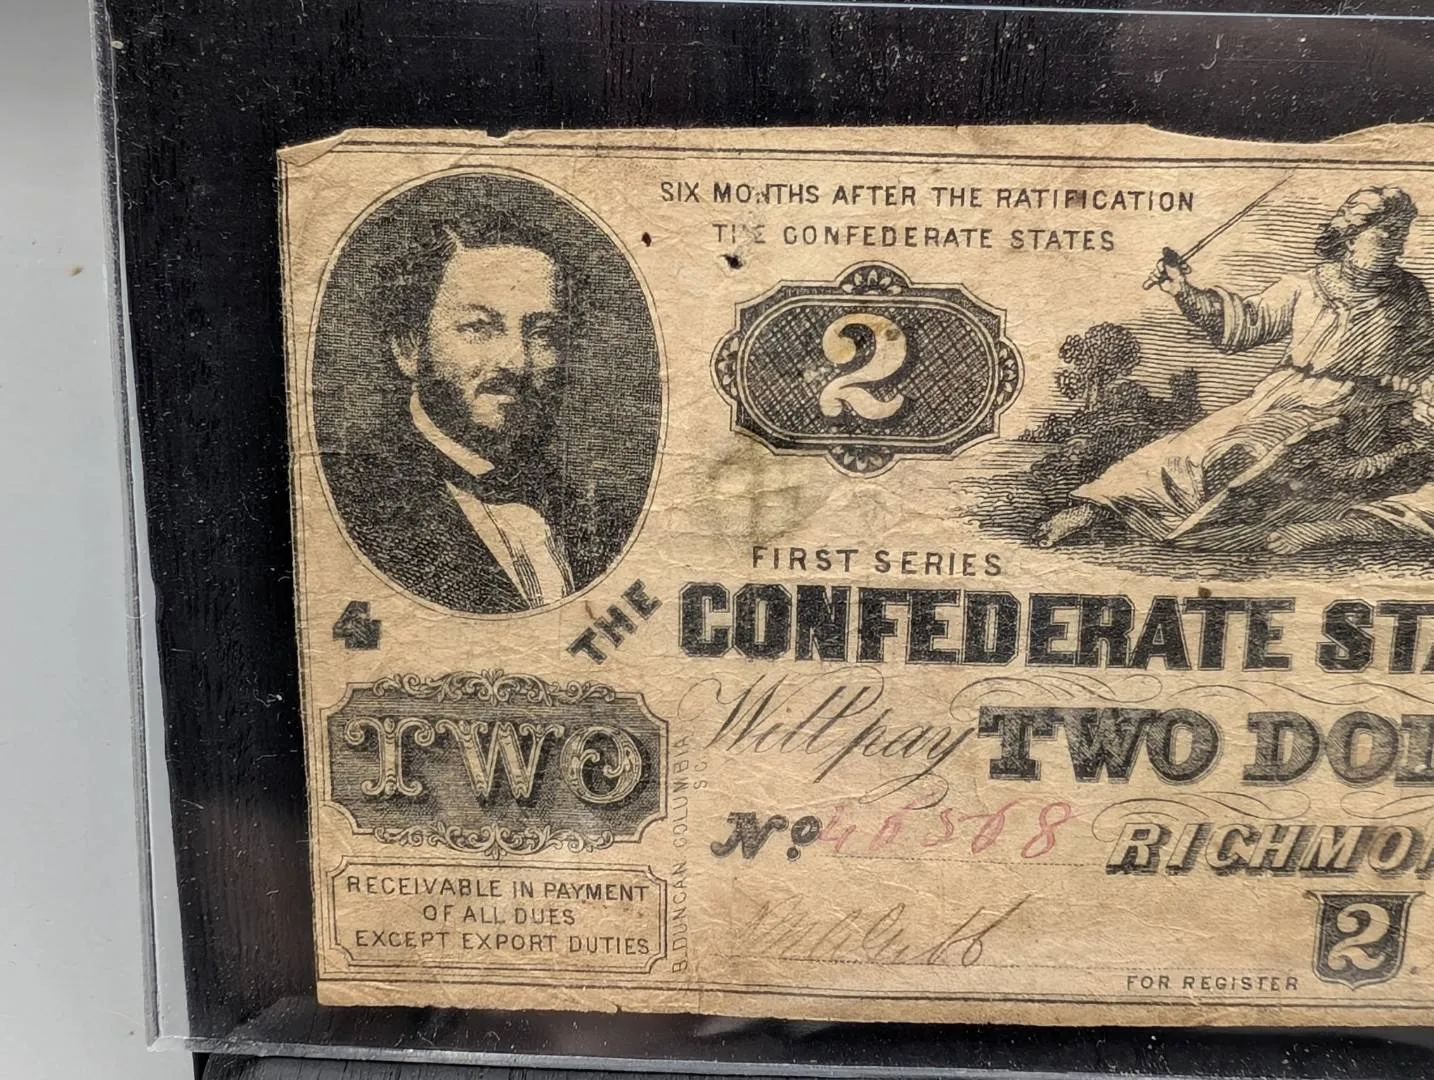 SIX MONTHS AFTER THE RATIFICATION
THE CONFEDERATE STATES
2
FIRST SERIES
4
THE CONFEDERATE STA
Will pay TWO DOL
TWO
No 46568
RICHMO
RECEIVABLE IN PAYMENT
OF ALL DUES
EXCEPT EXPORT DUTIES
B. DUNCAN COLUMBIA
S.C.
2
FOR REGISTER